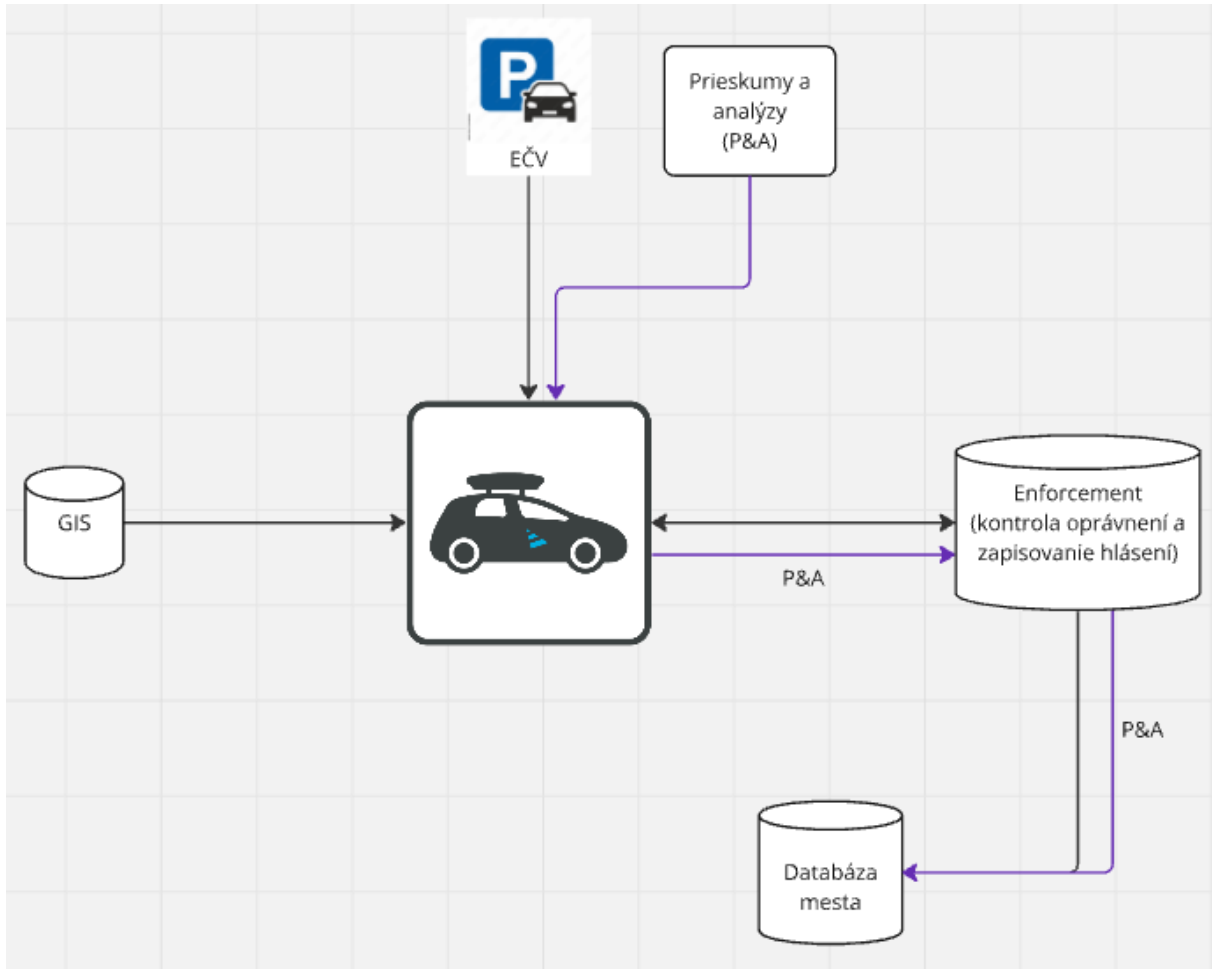 P
EČV
Prieskumy a
analýzy
(P&A)
GIS
Enforcement
(kontrola oprávnení a
zapisovanie hlásení)
P&A
P&A
Databáza
mesta